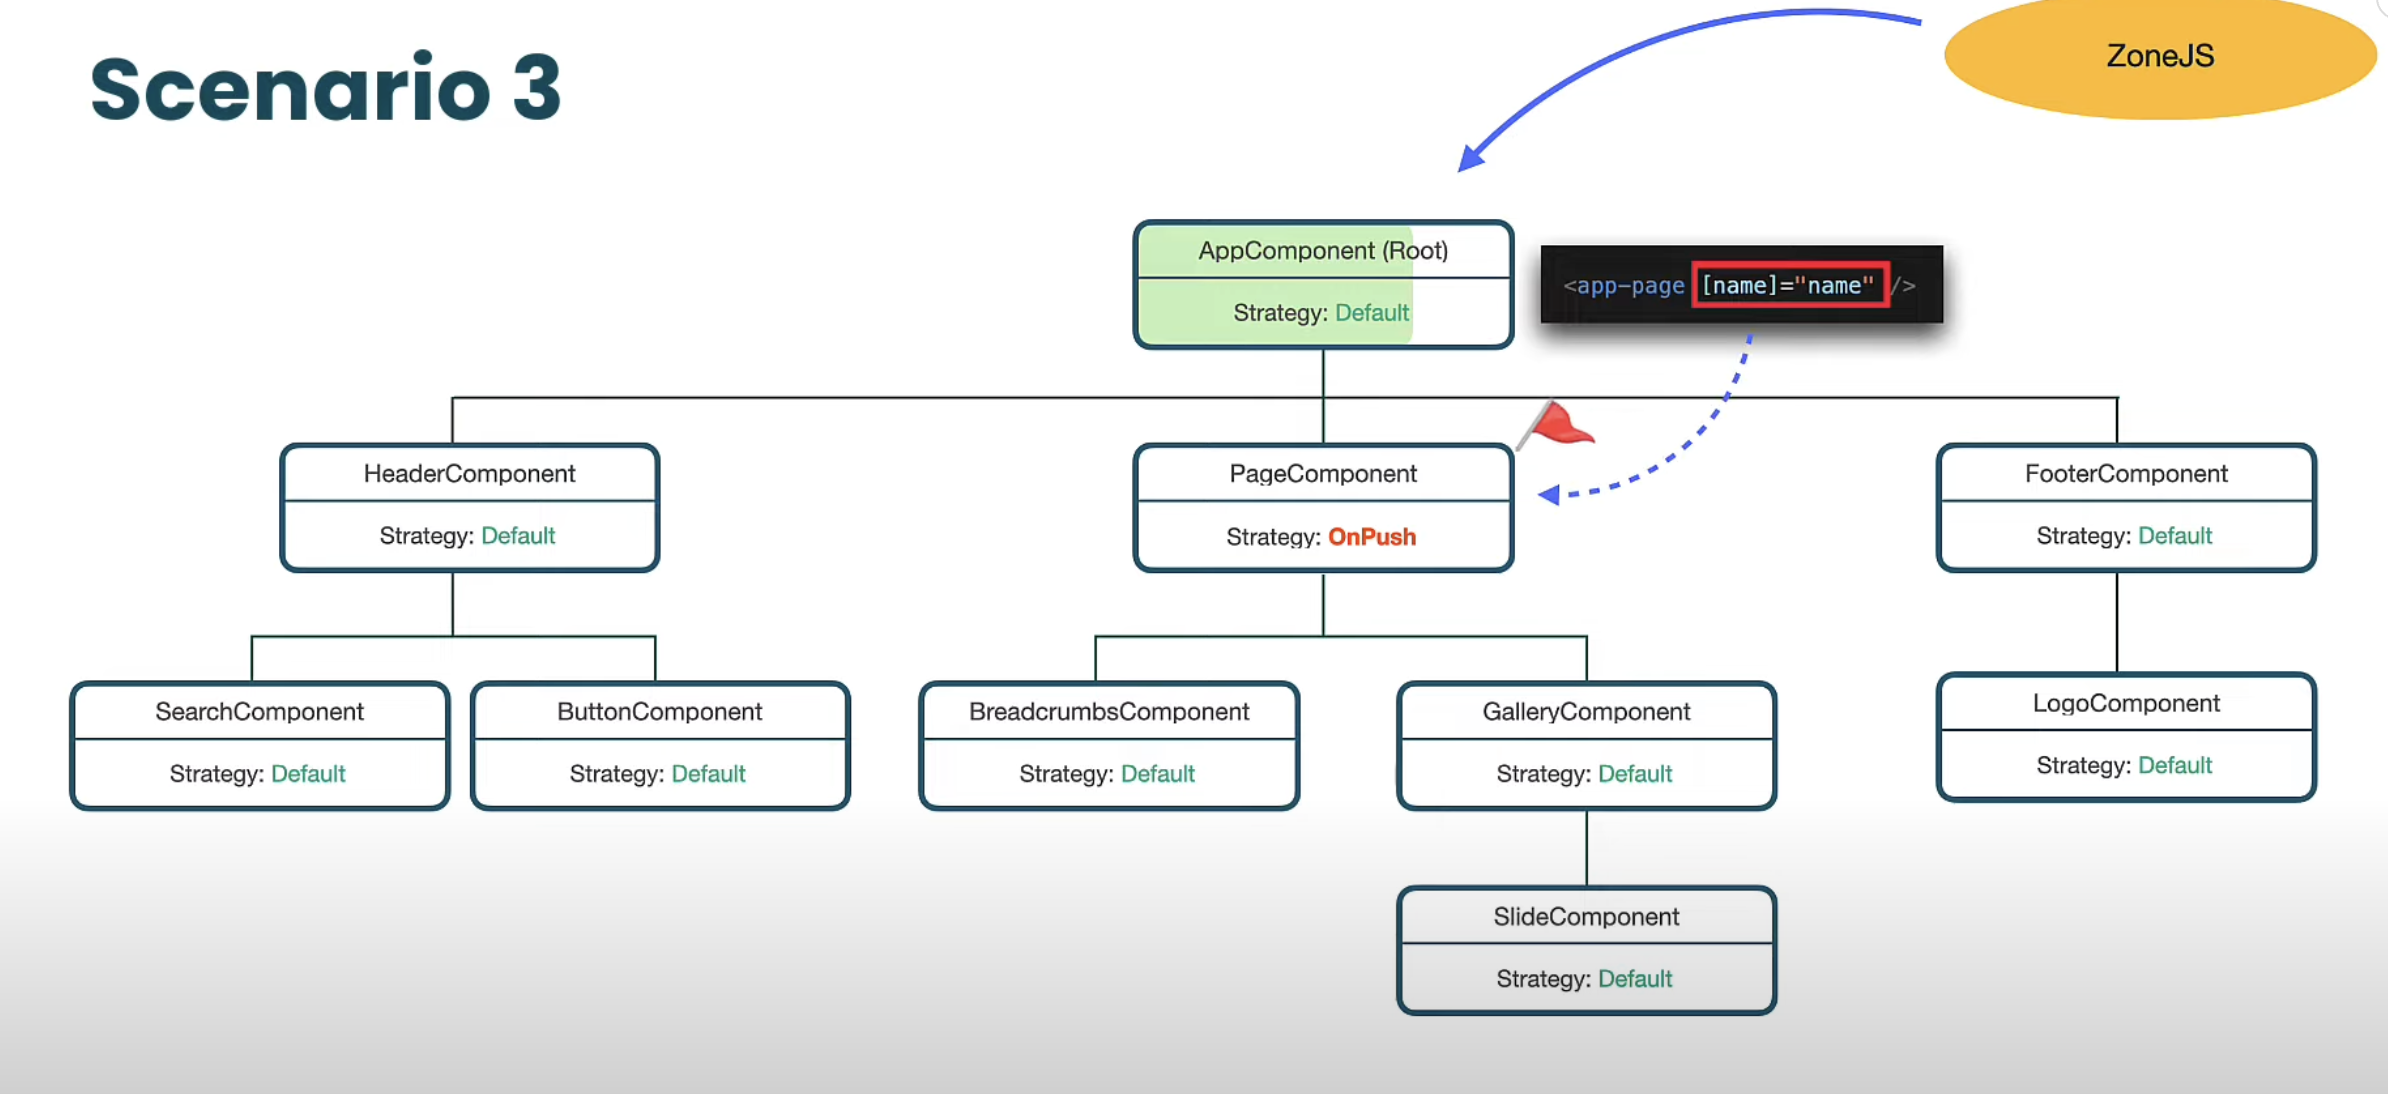 Scenario 3
ZoneJS
AppComponent (Root)
Strategy: Default
<app-page [name]="name" />
HeaderComponent
Strategy: Default
PageComponent
Strategy: OnPush
FooterComponent
Strategy: Default
SearchComponent
Strategy: Default
ButtonComponent
Strategy: Default
BreadcrumbsComponent
Strategy: Default
GalleryComponent
Strategy: Default
LogoComponent
Strategy: Default
SlideComponent
Strategy: Default